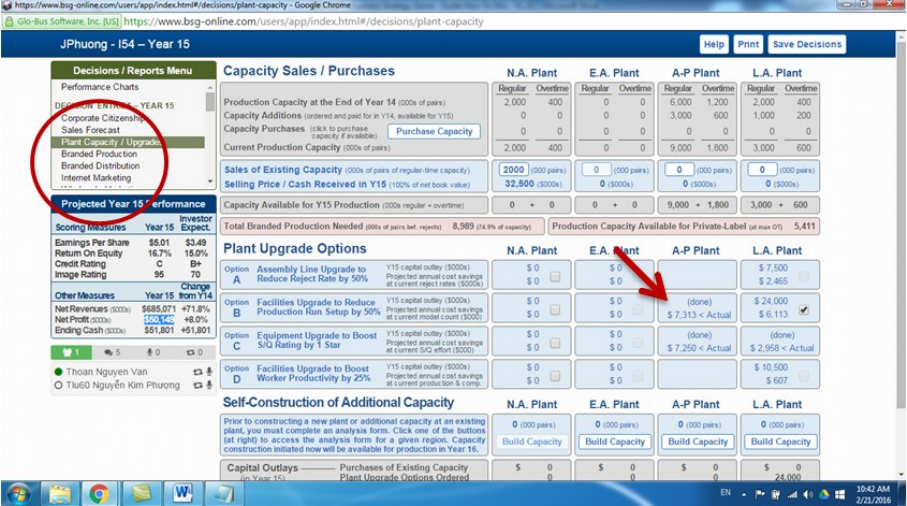 https://www.bsg-online.com/users/app/index.html#/decisions/plant-capacity - Google Chrome
Glo-Bus Software, Inc. [US] https://www.bsg-online.com/users/app/index.html#/decisions/plant-capacity
JPhuong - I54 – Year 15 Help Print Save Decisions
Decisions / Reports Menu
Performance Charts
DECISION ENTRIES – YEAR 15
Corporate Citizenship
Sales Forecast
Plant Capacity / Upgrades
Branded Production
Branded Distribution
Internet Marketing
Projected Year 15 Performance
Scoring Measures Year 15 Investor Expect.
Earnings Per Share $5.01 $3.49
Return On Equity 16.7% 15.0%
Credit Rating C B+
Image Rating 95 70
Other Measures Year 15 Change from Y14
Net Revenues ($000s) $685,071 +71.8%
Net Profit ($000s) $50,149 +8.0%
Ending Cash ($000s) $51,801 +51,801
1 5 0 0
Thoan Nguyen Van
Tlu60 Nguyễn Kim Phượng
Capacity Sales / Purchases N.A. Plant E.A. Plant A-P Plant L.A. Plant
Regular Overtime Regular Overtime Regular Overtime Regular Overtime
Production Capacity at the End of Year 14 (000s of pairs) 2,000 400 0 0 6,000 1,200 2,000 400
Capacity Additions (ordered and paid for in Y14, available for Y15) 0 0 0 0 3,000 600 1,000 200
Capacity Purchases (click to purchase capacity if available) Purchase Capacity 0 0 0 0 0 0 0 0
Current Production Capacity (000s of pairs) 2,000 400 0 0 9,000 1,800 3,000 600
Sales of Existing Capacity (000s of pairs of regular-time capacity) 2000 (000 pairs) 0 (000 pairs) 0 (000 pairs) 0 (000 pairs)
Selling Price / Cash Received in Y15 (100% of net book value) 32,500 ($000s) 0 ($000s) 0 ($000s) 0 ($000s)
Capacity Available for Y15 Production (000s regular + overtime) 0 + 0 0 + 0 9,000 + 1,800 3,000 + 600
Total Branded Production Needed (000s of pairs bef. rejects) 8,989 (74.9% of capacity) Production Capacity Available for Private-Label (at max OT) 5,411
Plant Upgrade Options N.A. Plant E.A. Plant A-P Plant L.A. Plant
Option Assembly Line Upgrade to Y15 capital outlay ($000s) $ 0 $ 0 $ 7,500
A Reduce Reject Rate by 50% Projected annual cost savings at current reject rates ($000s) $ 0 $ 0 $ 2,465
Option Facilities Upgrade to Reduce Y15 capital outlay ($000s) $ 0 $ 0 (done) $ 24,000
B Production Run Setup by 50% Projected annual cost savings at current model count ($000) $ 0 $ 0 $ 7,313 < Actual $ 6,113
Option Equipment Upgrade to Boost Y15 capital outlay ($000s) $ 0 $ 0 (done) (done)
C S/Q Rating by 1 Star Projected annual cost savings at current S/Q effort ($000) $ 0 $ 0 $ 7,250 < Actual $ 2,958 < Actual
Option Facilities Upgrade to Boost Y15 capital outlay ($000s) $ 0 $ 0 $ 10,500
D Worker Productivity by 25% Projected annual cost savings at current production & comp. $ 0 $ 0 $ 607
Self-Construction of Additional Capacity N.A. Plant E.A. Plant A-P Plant L.A. Plant
Prior to constructing a new plant or additional capacity at an existing 0 (000 pairs) 0 (000 pairs) 0 (000 pairs) 0 (000 pairs)
plant, you must complete an analysis form. Click one of the buttons
(at right) to access the analysis form for a given region. Capacity Build Capacity Build Capacity Build Capacity Build Capacity
construction initiated now will be available for production in Year 16.
Capital Outlays Purchases of Existing Capacity $ 0 $ 0 $ 0 $ 0
(in Year 15) Plant Upgrade Options Ordered 0 0 0 24,000
EN 10:42 AM
2/21/2016